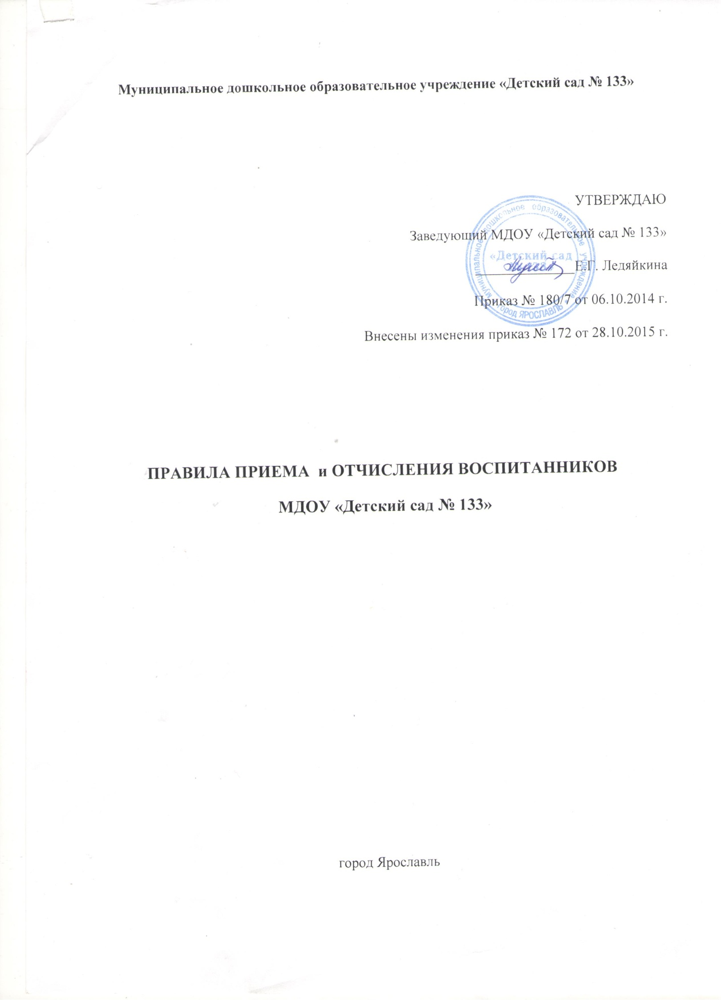 Муниципальное дошкольное образовательное учреждение «Детский сад № 133»
УТВЕРЖДАЮ
Заведующий МДОУ «Детский сад № 133»
Е.Г. Ледяйкина
Приказ № 180/7 от 06.10.2014 г.
Внесены изменения приказ № 172 от 28.10.2015 г.
муниципальное дошкольное образовательное учреждение
«Детский сад
город ЯРОСЛАВЛЬ
ПРАВИЛА ПРИЕМА и ОТЧИСЛЕНИЯ ВОСПИТАННИКОВ
МДОУ «Детский сад № 133»
город Ярославль